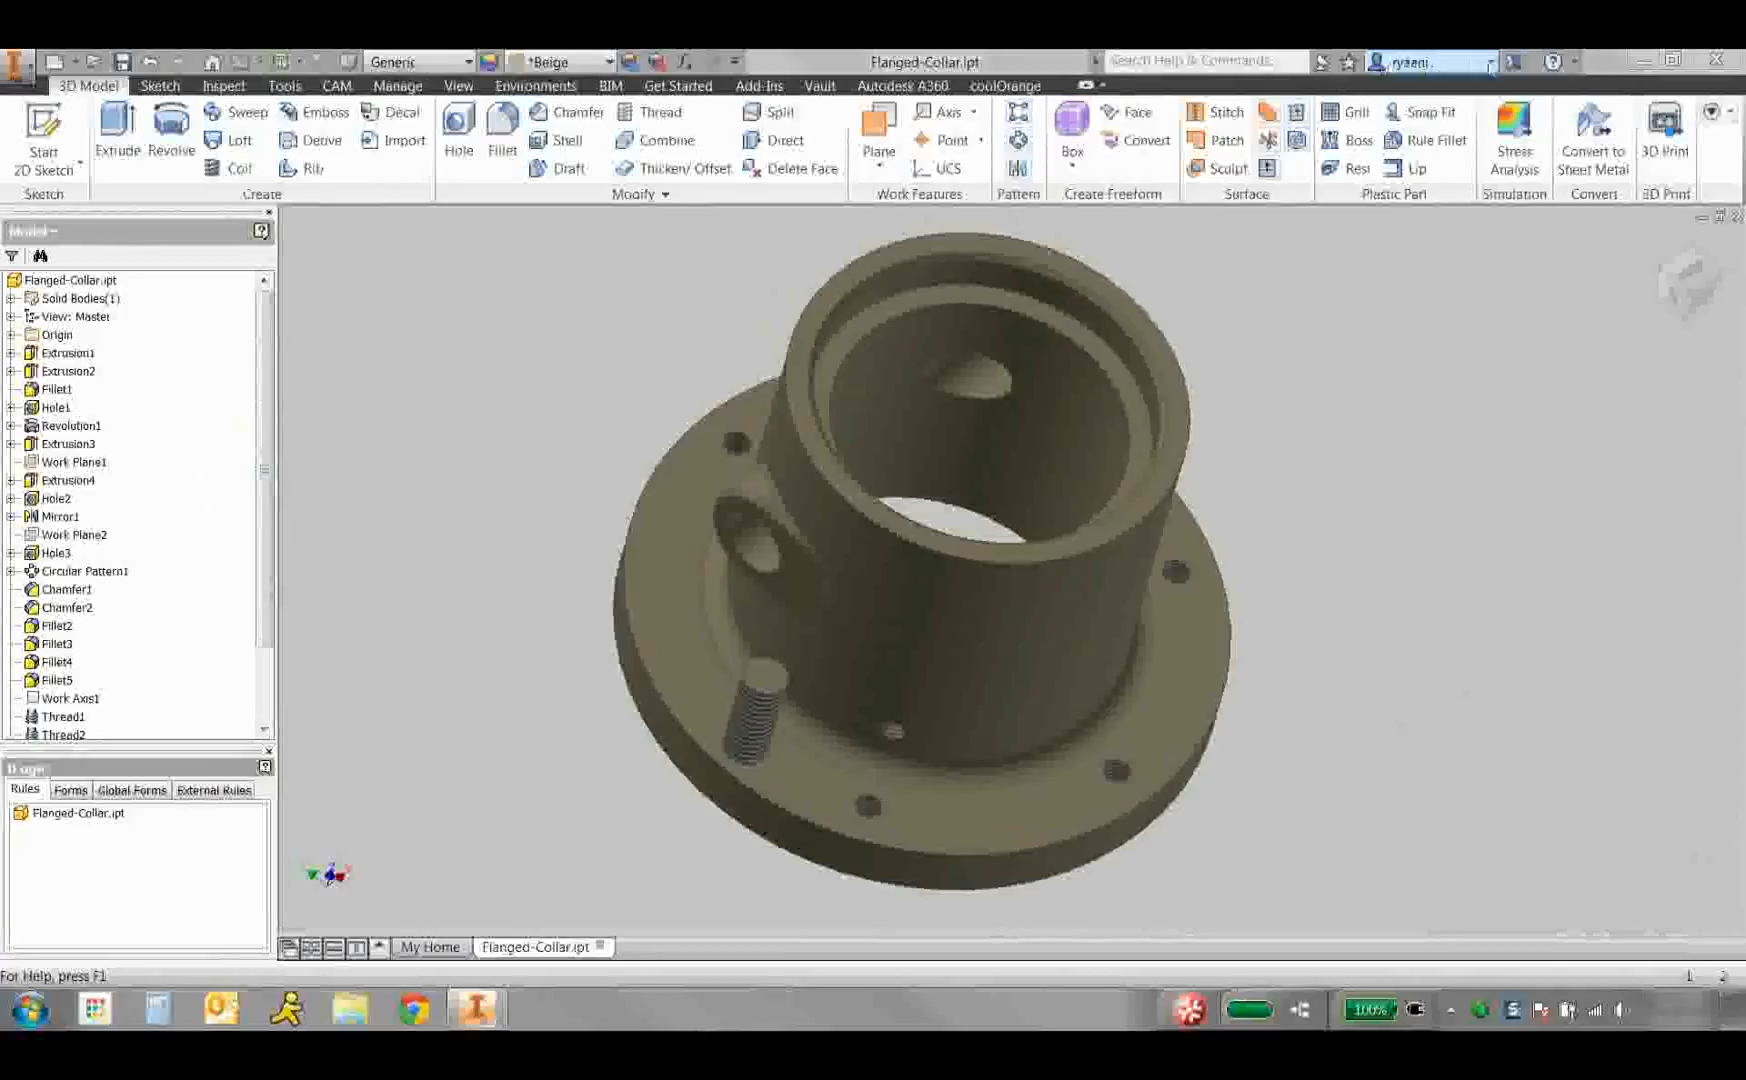 Generic *Beige Flanged-Collar.ipt Search Help & Commands...
3D Model Sketch Inspect Tools CAM Manage View Environments BIM Get Started Add-Ins Vault Autodesk A360 coolOrange
Sweep Emboss Decal Chamfer Thread Split Axis Face Stitch Grill Snap Fit
Loft Derive Import Shell Combine Direct Point Convert Patch Boss Rule Fillet
Start
2D Sketch Extrude Revolve Hole Fillet Plane Box Stress
Analysis Convert to
Sheet Metal 3D Print
Coil Rib Draft Thicken/ Offset Delete Face UCS Sculpt Rest Lip
Sketch Create Modify Work Features Pattern Create Freeform Surface Plastic Part Simulation Convert 3D Print
Model
Flanged-Collar.ipt
Solid Bodies(1)
View: Master
Origin
Extrusion1
Extrusion2
Fillet1
Hole1
Revolution1
Extrusion3
Work Plane1
Extrusion4
Hole2
Mirror1
Work Plane2
Hole3
Circular Pattern1
Chamfer1
Chamfer2
Fillet2
Fillet3
Fillet4
Fillet5
Work Axis1
Thread1
Thread2
Rules Forms Global Forms External Rules
Flanged-Collar.ipt
My Home Flanged-Collar.ipt
For Help, press F1 1 2
100%